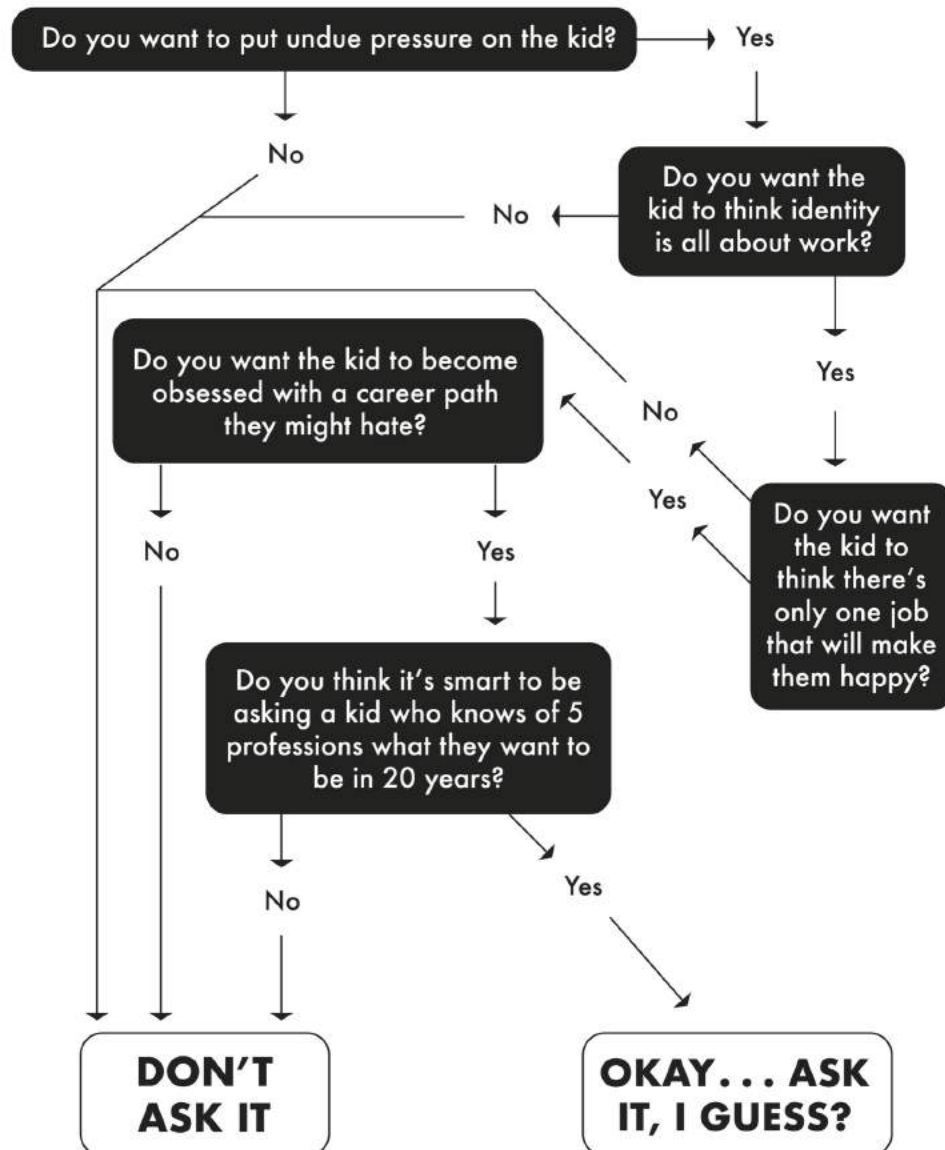 Do you want to put undue pressure on the kid?
Yes
No
Do you want the
kid to think identity
is all about work?
No
Yes
Do you want
the kid to
think there's
only one job
that will make
them happy?
No
Yes
Do you want the kid to become
obsessed with a career path
they might hate?
No
Yes
Do you think it's smart to be
asking a kid who knows of 5
professions what they want to
be in 20 years?
No
Yes
DON'T
ASK IT
OKAY... ASK
IT, I GUESS?